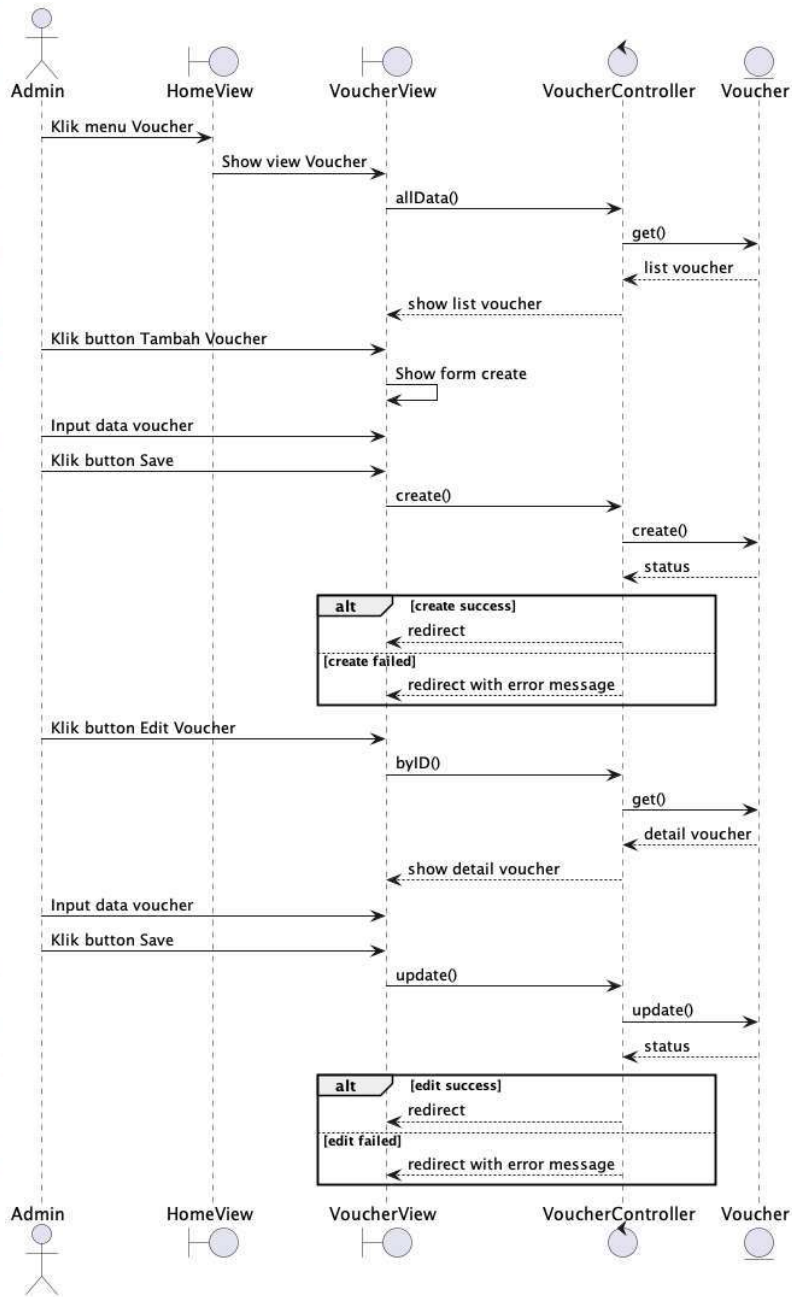 Admin
HomeView
VoucherView
VoucherController
Voucher
Klik menu Voucher
Show view Voucher
allData()
get()
list voucher
show list voucher
Klik button Tambah Voucher
Show form create
Input data voucher
Klik button Save
create()
create()
status
alt [create success]
redirect
[create failed]
redirect with error message
Klik button Edit Voucher
byID()
get()
detail voucher
show detail voucher
Input data voucher
Klik button Save
update()
update()
status
alt [edit success]
redirect
[edit failed]
redirect with error message
Admin
HomeView
VoucherView
VoucherController
Voucher